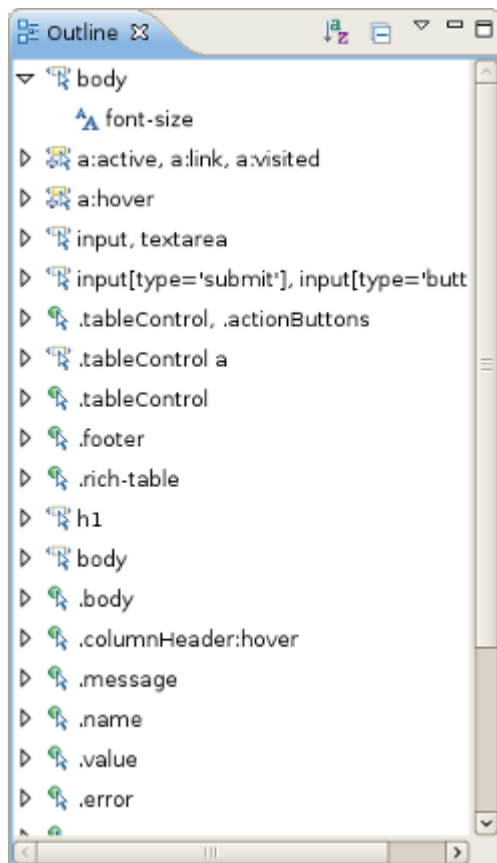 Outline
body
font-size
a:active, a:link, a:visited
a:hover
input, textarea
input[type='submit'], input[type='butt
.tableControl, .actionButtons
.tableControl a
.tableControl
.footer
.rich-table
h1
body
.body
.columnHeader:hover
.message
.name
.value
.error